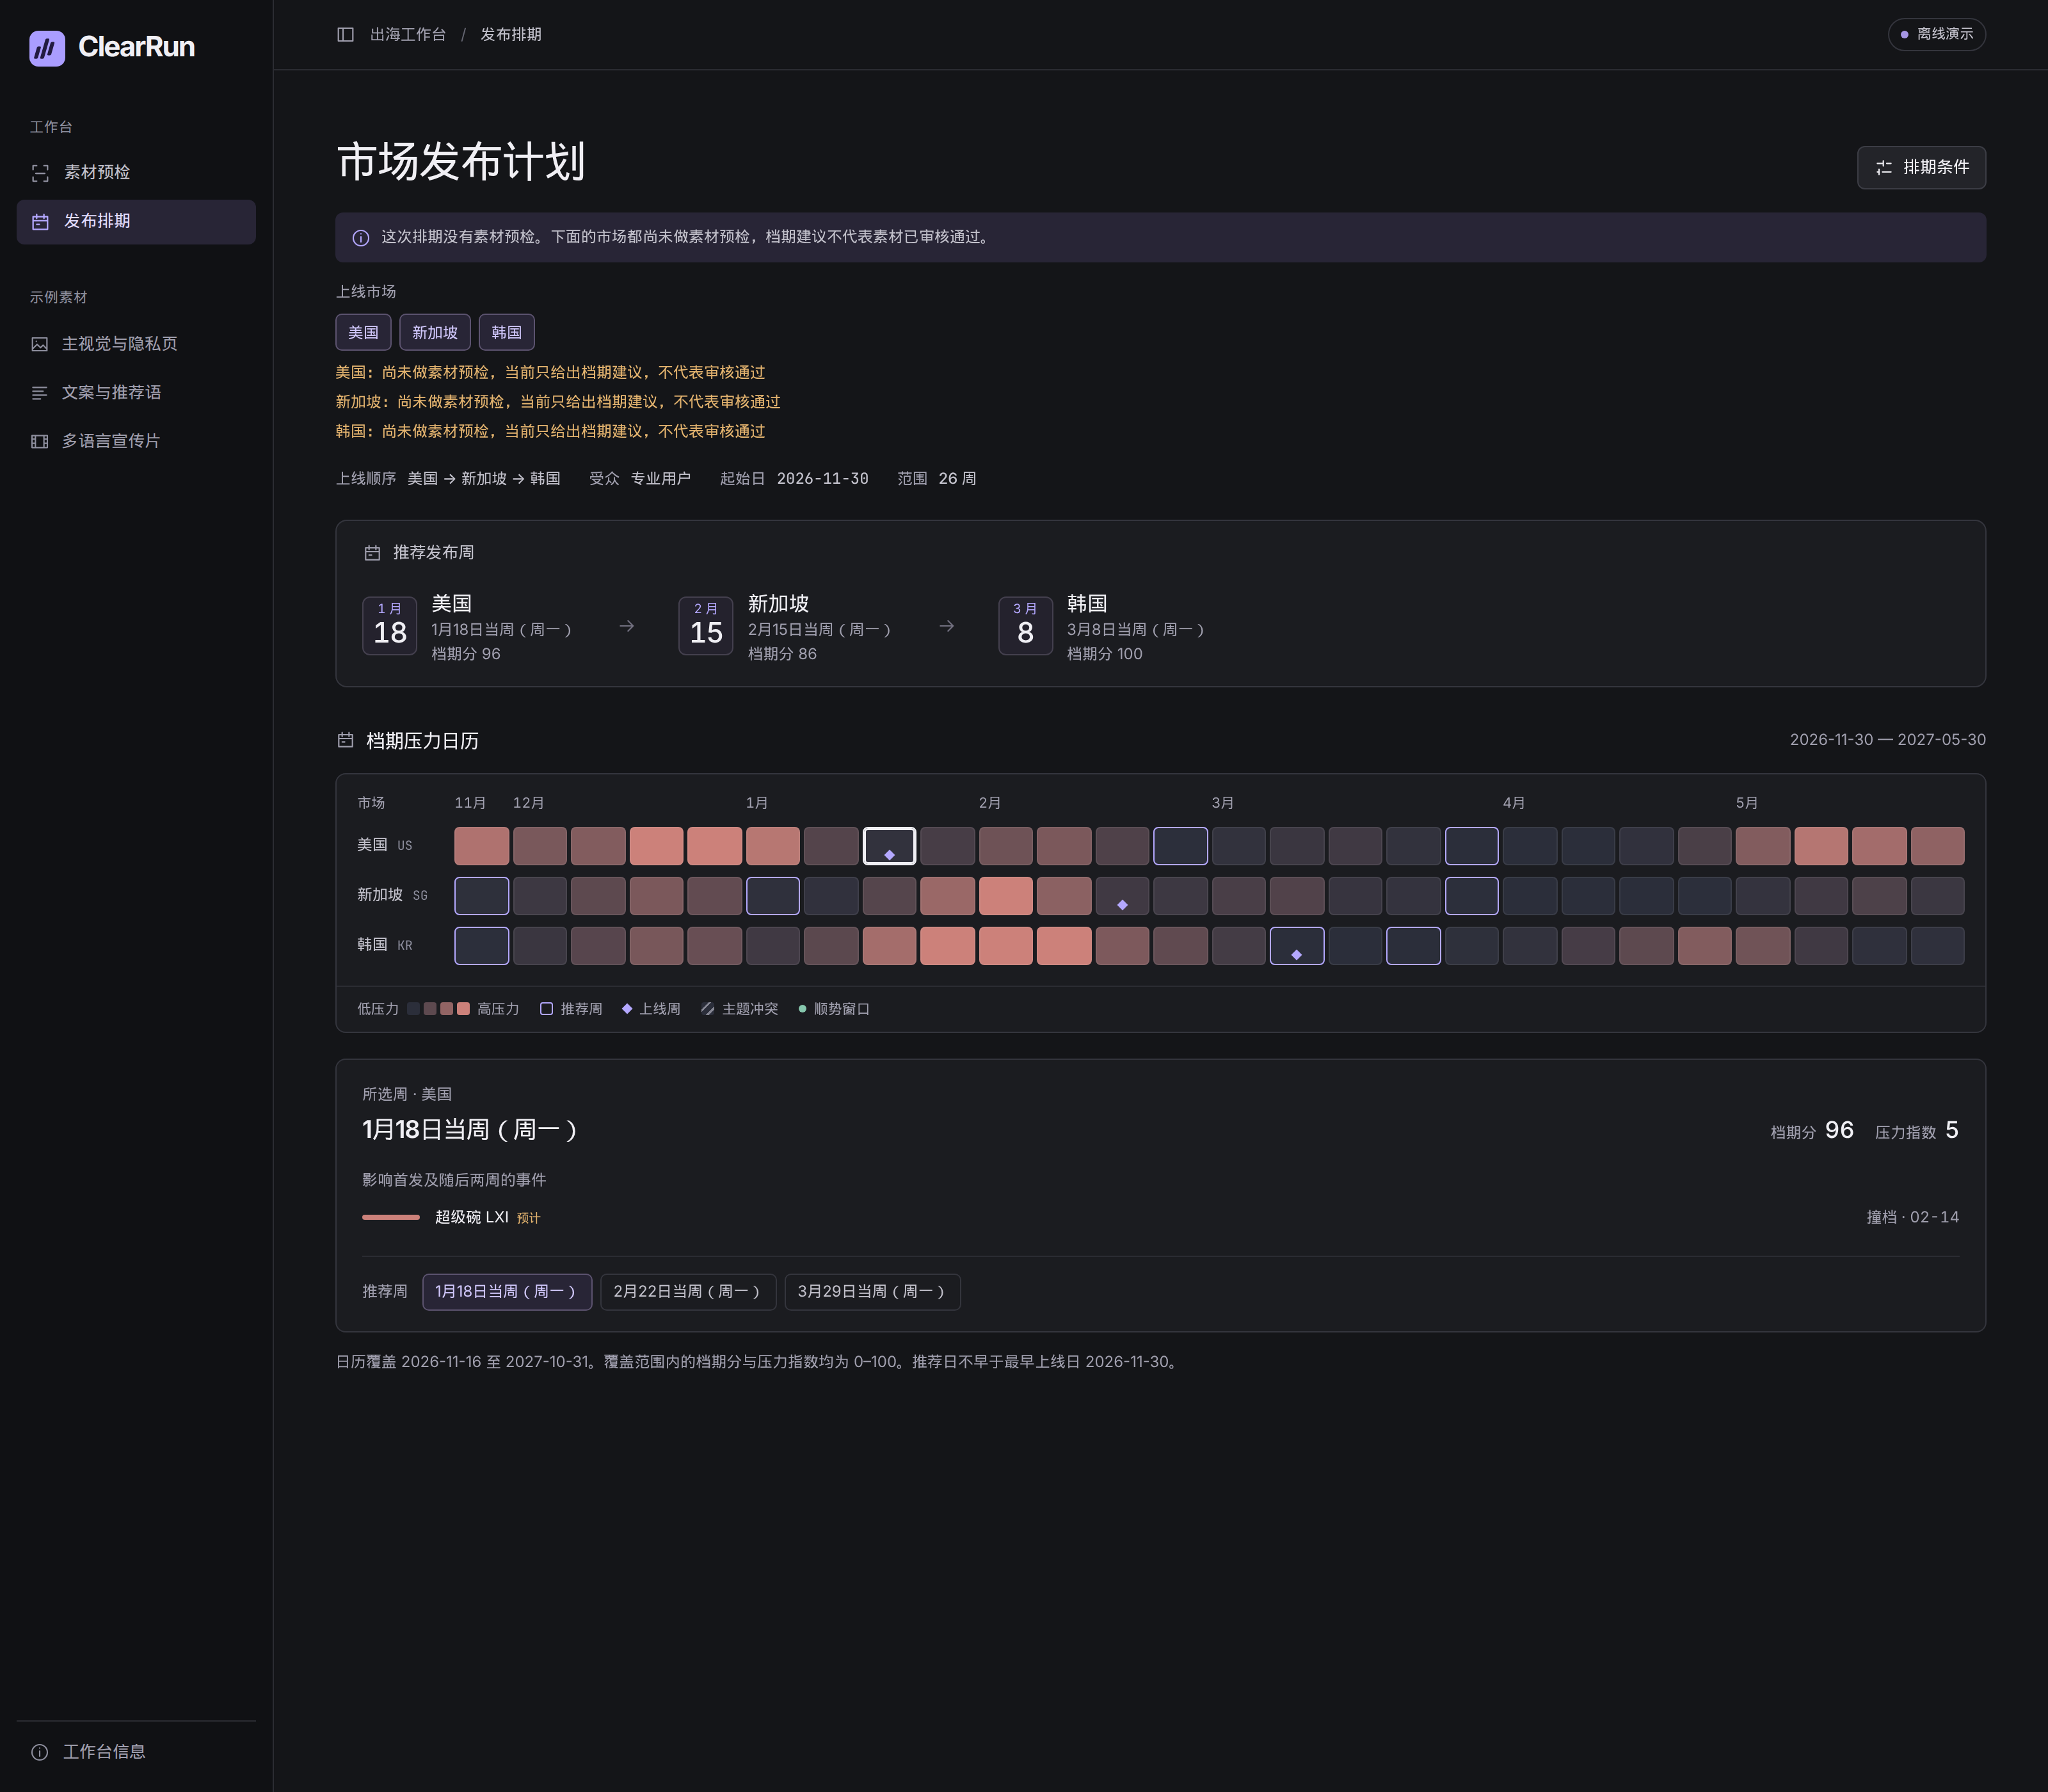 ClearRun
工作台
素材预检
发布排期
示例素材
主视觉与隐私页
文案与推荐语
多语言宣传片
工作台信息
出海工作台 / 发布排期
离线演示
市场发布计划
排期条件
这次排期没有素材预检。下面的市场都尚未做素材预检，档期建议不代表素材已审核通过。
上线市场
美国 新加坡 韩国
美国：尚未做素材预检，当前只给出档期建议，不代表审核通过
新加坡：尚未做素材预检，当前只给出档期建议，不代表审核通过
韩国：尚未做素材预检，当前只给出档期建议，不代表审核通过
上线顺序 美国 → 新加坡 → 韩国 受众 专业用户 起始日 2026-11-30 范围 26 周
推荐发布周
1 月
18
美国
1月18日当周（周一）
档期分 96
→
2 月
15
新加坡
2月15日当周（周一）
档期分 86
→
3 月
8
韩国
3月8日当周（周一）
档期分 100
档期压力日历
2026-11-30 — 2027-05-30
市场 11月 12月 1月 2月 3月 4月 5月
美国 US
新加坡 SG
韩国 KR
低压力 高压力 推荐周 上线周 主题冲突 顺势窗口
所选周 · 美国
1月18日当周（周一）
档期分 96 压力指数 5
影响首发及随后两周的事件
超级碗 LXI 预计
撞档 · 02-14
推荐周 1月18日当周（周一） 2月22日当周（周一） 3月29日当周（周一）
日历覆盖 2026-11-16 至 2027-10-31。覆盖范围内的档期分与压力指数均为 0–100。推荐日不早于最早上线日 2026-11-30。